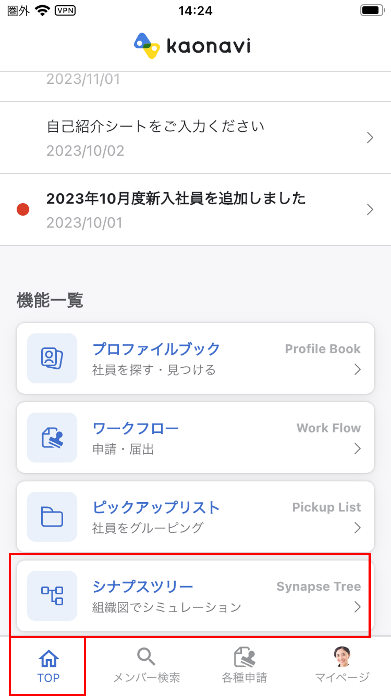 圏外 VPN 14:24
kaonavi
2023/11/01
自己紹介シートをご入力ください
2023/10/02
2023年10月度新入社員を追加しました
2023/10/01
機能一覧
プロファイルブック Profile Book
社員を探す・見つける
ワークフロー Work Flow
申請・届出
ピックアップリスト Pickup List
社員をグルーピング
シナプスツリー Synapse Tree
組織図でシミュレーション
TOP メンバー検索 各種申請 マイページ